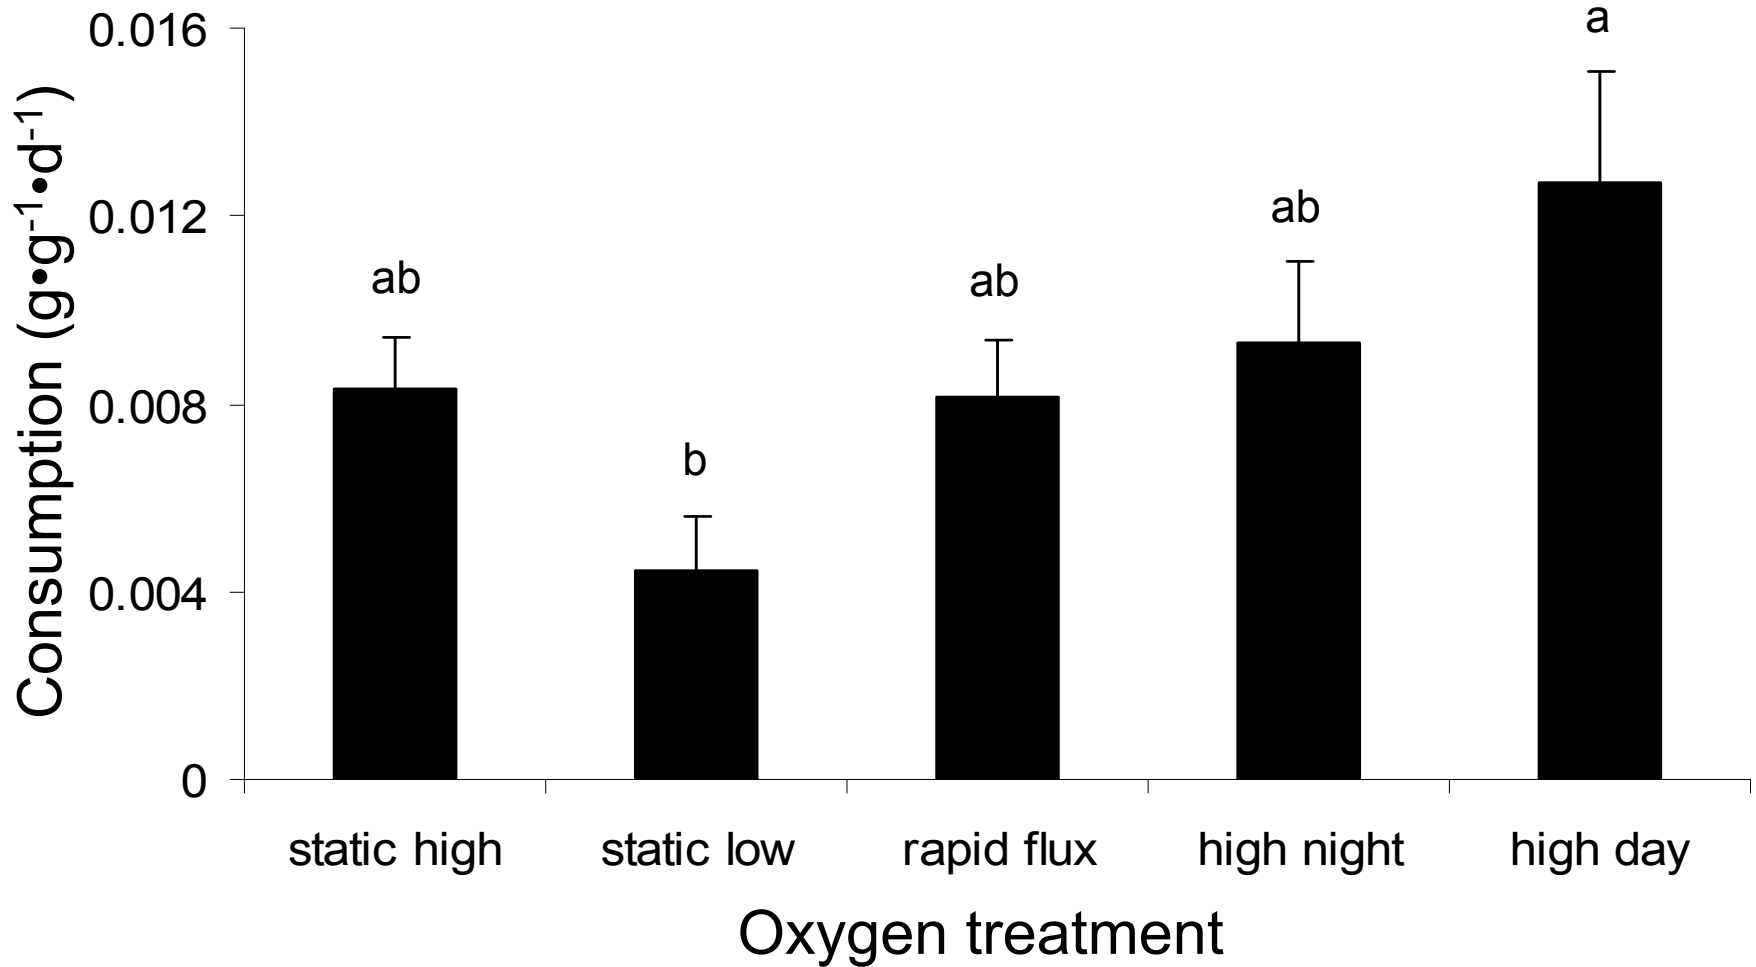 Consumption (g•g⁻¹•d⁻¹)
0.016
0.012
0.008
0.004
0
ab
b
ab
ab
a
static high
static low
rapid flux
high night
high day
Oxygen treatment